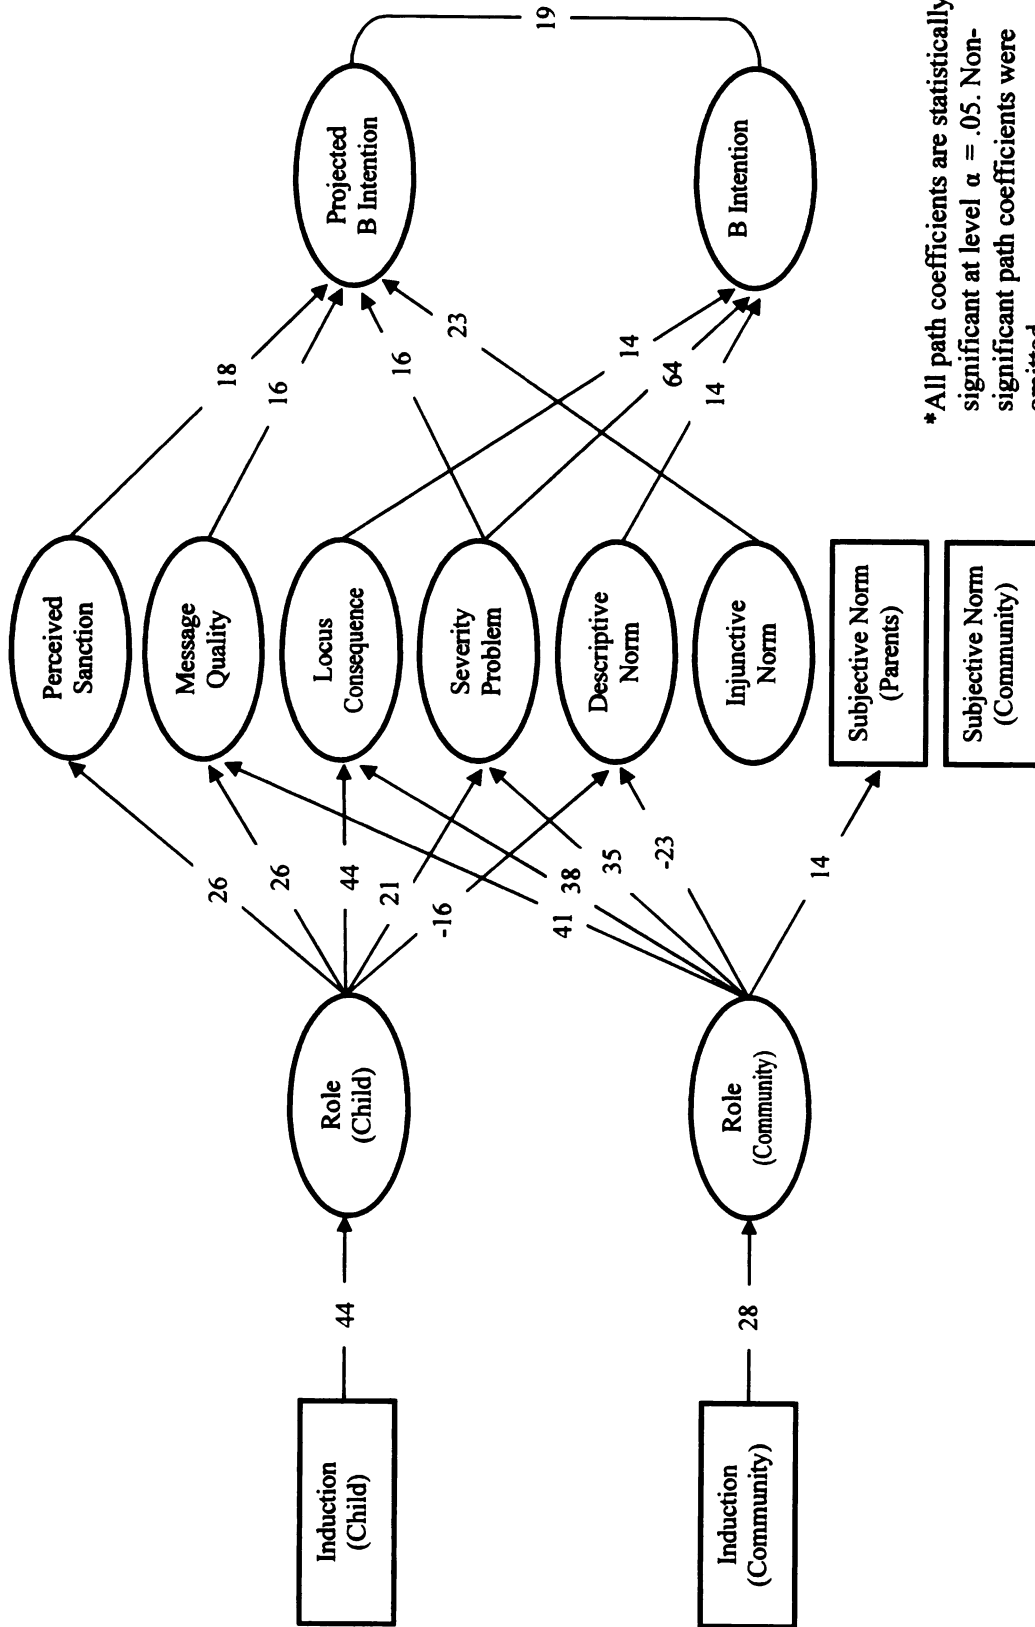 Induction
(Child)
44
Induction
(Community)
28
Role
(Child)
Role
(Community)
26
26
44
21
-16
41
38
35
-23
14
Perceived
Sanction
Message
Quality
Locus
Consequence
Severity
Problem
Descriptive
Norm
Injunctive
Norm
Subjective Norm
(Parents)
Subjective Norm
(Community)
18
16
16
23
14
64
14
Projected
B Intention
B Intention
19
*All path coefficients are statistically
significant at level α = .05. Non-
significant path coefficients were